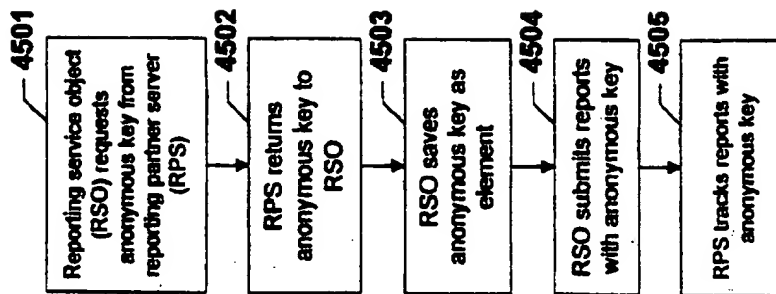 4501
Reporting service object
(RSO) requests
anonymous key from
reporting partner server
(RPS)
4502
RPS returns
anonymous key to
RSO
4503
RSO saves
anonymous key as
element
4504
RSO submits reports
with anonymous key
4505
RPS tracks reports with
anonymous key